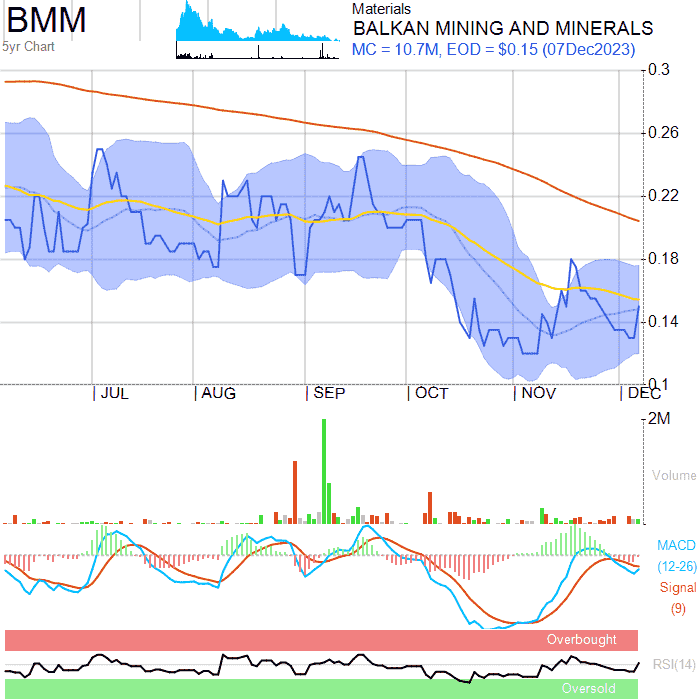 BMM
5yr Chart
Materials
BALKAN MINING AND MINERALS
MC = 10.7M, EOD = $0.15 (07Dec2023)
0.3
0.26
0.22
0.18
0.14
0.1
JUL
AUG
SEP
OCT
NOV
DEC
2M
Volume
MACD
(12-26)
Signal
(9)
Overbought
RSI(14)
Oversold